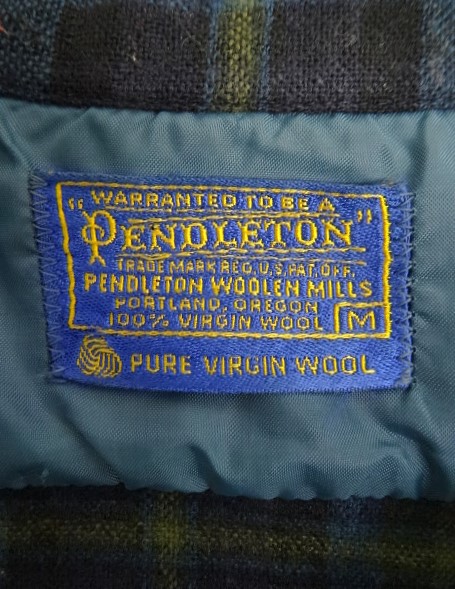 WARRANTED TO BE A
"PENDLETON"
TRADE MARK REG. U.S. PAT. OFF.
PENDLETON WOOLEN MILLS
PORTLAND, OREGON
100% VIRGIN WOOL M
PURE VIRGIN WOOL